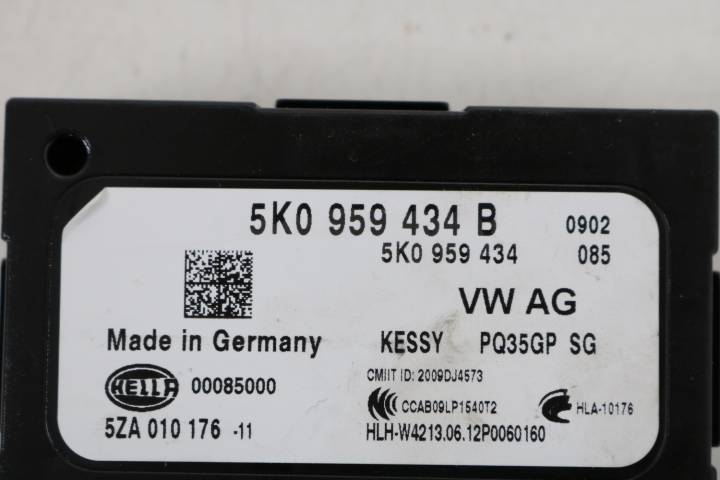 5K0 959 434 B 0902
5K0 959 434 085
VW AG
Made in Germany KESSY PQ35GP SG
CMIIT ID: 2009DJ4573
HELLA 00085000
CCAB09LP1540T2 HLA-10176
5ZA 010 176 -11 HLH-W4213.06.12P0060160